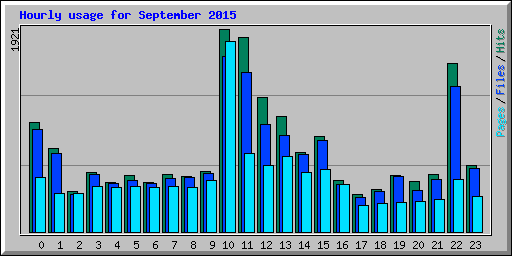 Hourly usage for September 2015
1921
Pages/Files/Hits
0 1 2 3 4 5 6 7 8 9 10 11 12 13 14 15 16 17 18 19 20 21 22 23